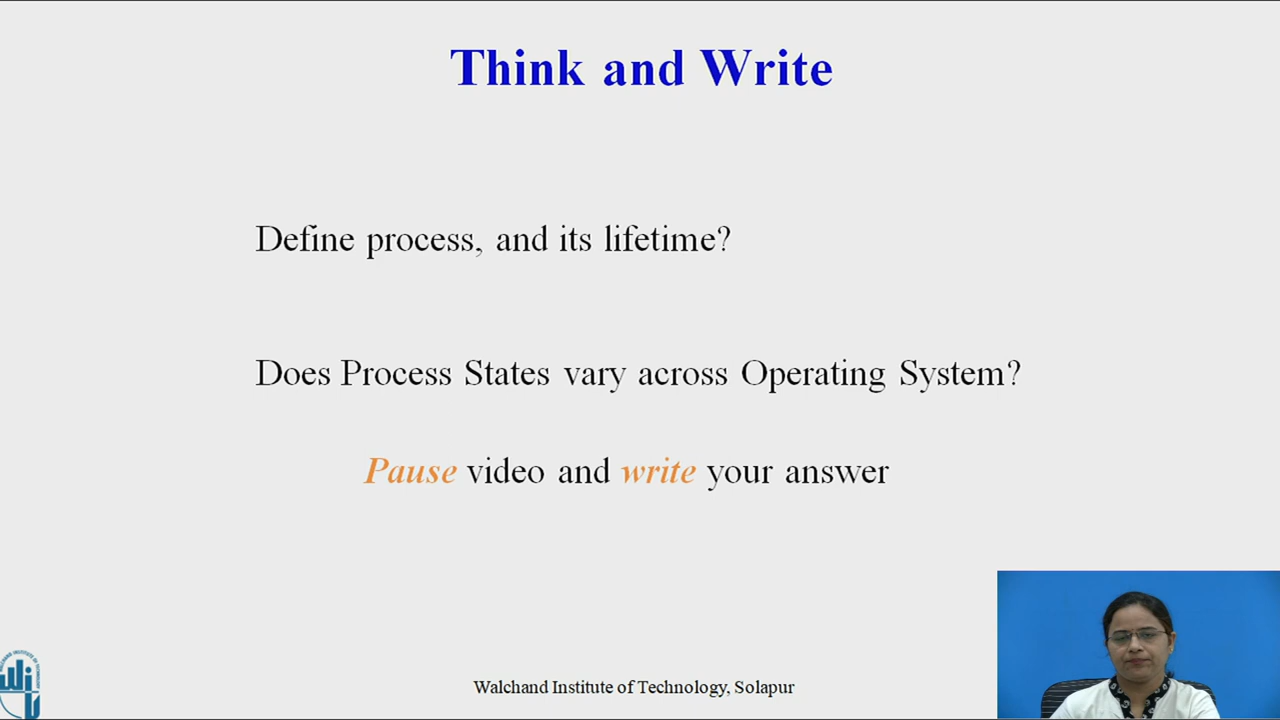 Think and Write
Define process, and its lifetime?
Does Process States vary across Operating System?
Pause video and write your answer
Walchand Institute of Technology, Solapur